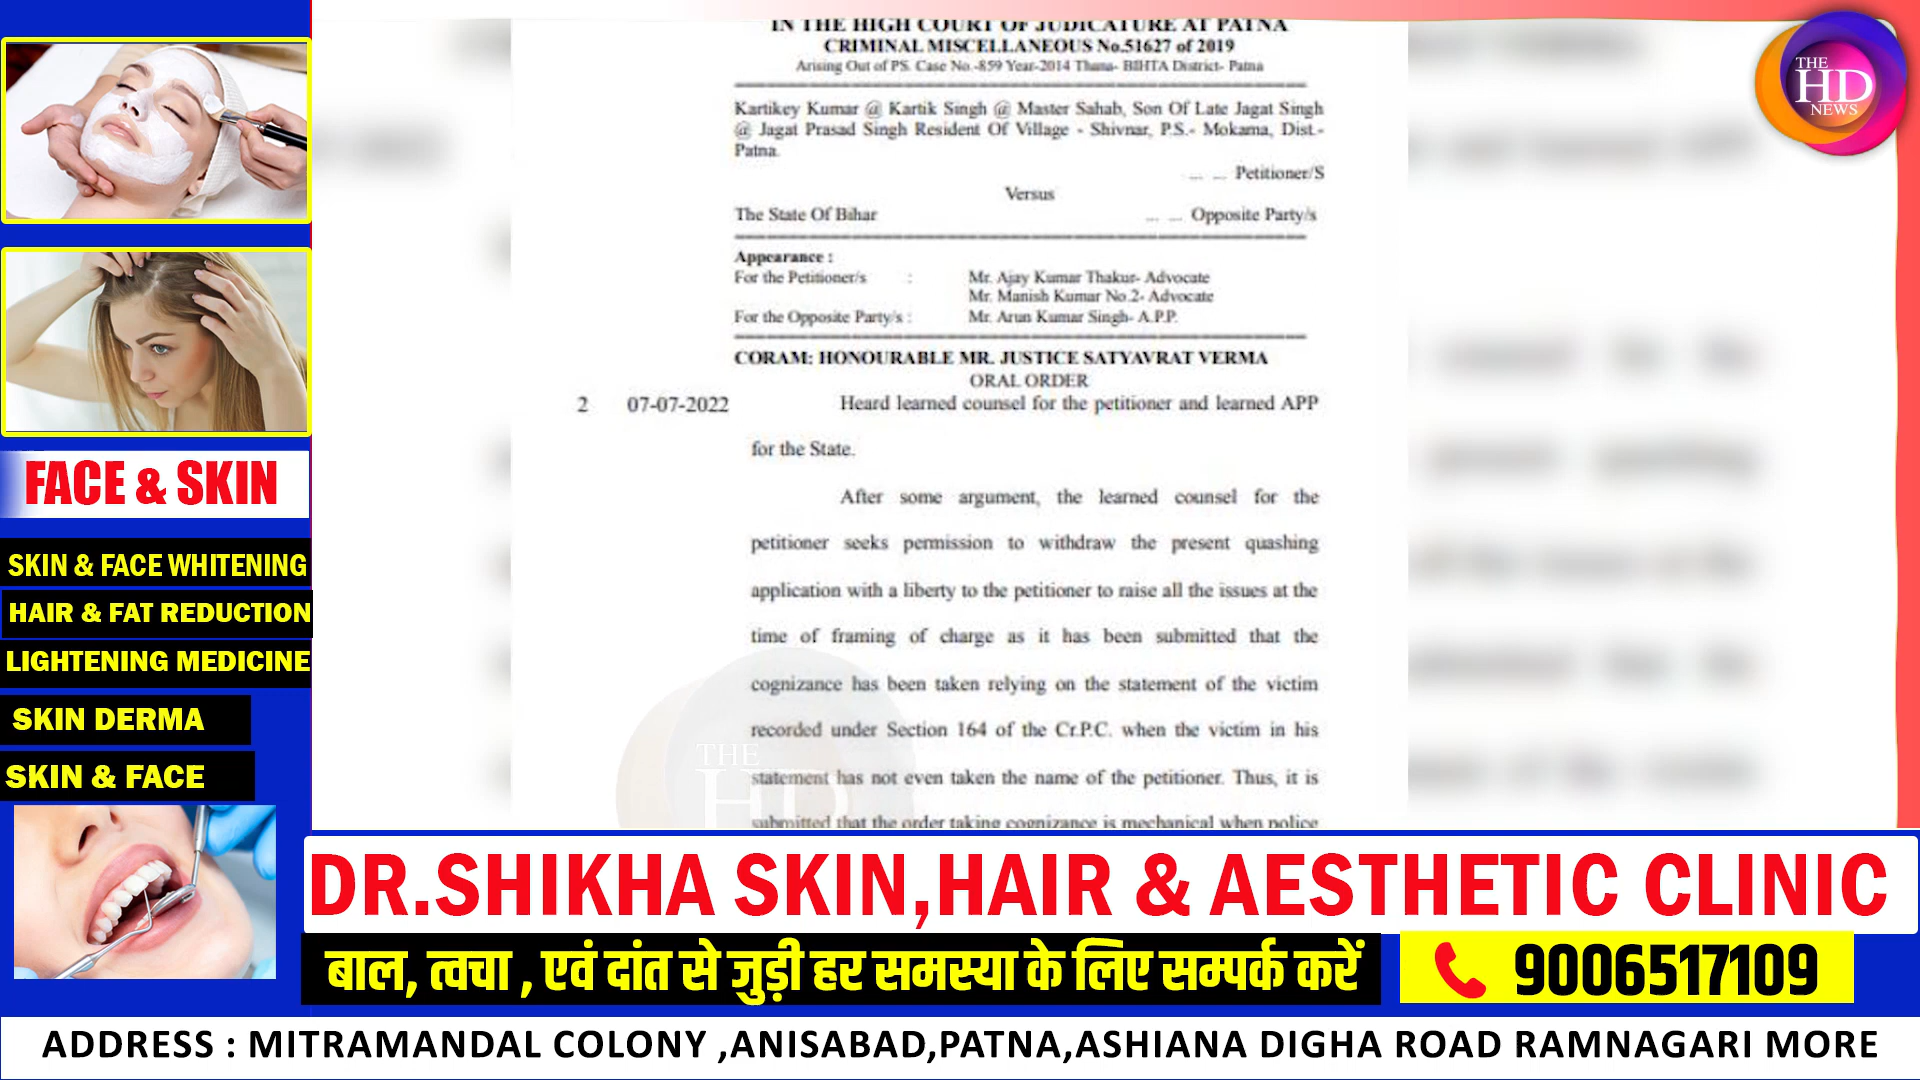 IN THE HIGH COURT OF JUDICATURE AT PATNA
CRIMINAL MISCELLANEOUS No.51627 of 2019
Arising Out of PS. Case No.-859 Year-2014 Thana- BIHTA District- Patna
Kartikey Kumar @ Kartik Singh @ Master Sahab, Son Of Late Jagat Singh
@ Jagat Prasad Singh Resident Of Village - Shivnar, P.S.- Mokama, Dist.-
Patna.
... ... Petitioner/S
Versus
The State Of Bihar ... ... Opposite Party/s
Appearance :
For the Petitioner/s : Mr. Ajay Kumar Thakur- Advocate
Mr. Manish Kumar No.2- Advocate
For the Opposite Party/s : Mr. Arun Kumar Singh- A.P.P.
CORAM: HONOURABLE MR. JUSTICE SATYAVRAT VERMA
ORAL ORDER
2 07-07-2022 Heard learned counsel for the petitioner and learned APP
for the State.
After some argument, the learned counsel for the
petitioner seeks permission to withdraw the present quashing
application with a liberty to the petitioner to raise all the issues at the
time of framing of charge as it has been submitted that the
cognizance has been taken relying on the statement of the victim
recorded under Section 164 of the Cr.P.C. when the victim in his
statement has not even taken the name of the petitioner. Thus, it is
submitted that the order taking cognizance is mechanical when police
THE
HD
THE
HD
NEWS
FACE & SKIN
SKIN & FACE WHITENING
HAIR & FAT REDUCTION
LIGHTENING MEDICINE
SKIN DERMA
SKIN & FACE
DR.SHIKHA SKIN,HAIR & AESTHETIC CLINIC
बाल, त्वचा , एवं दांत से जुड़ी हर समस्या के लिए सम्पर्क करें
9006517109
ADDRESS : MITRAMANDAL COLONY ,ANISABAD,PATNA,ASHIANA DIGHA ROAD RAMNAGARI MORE